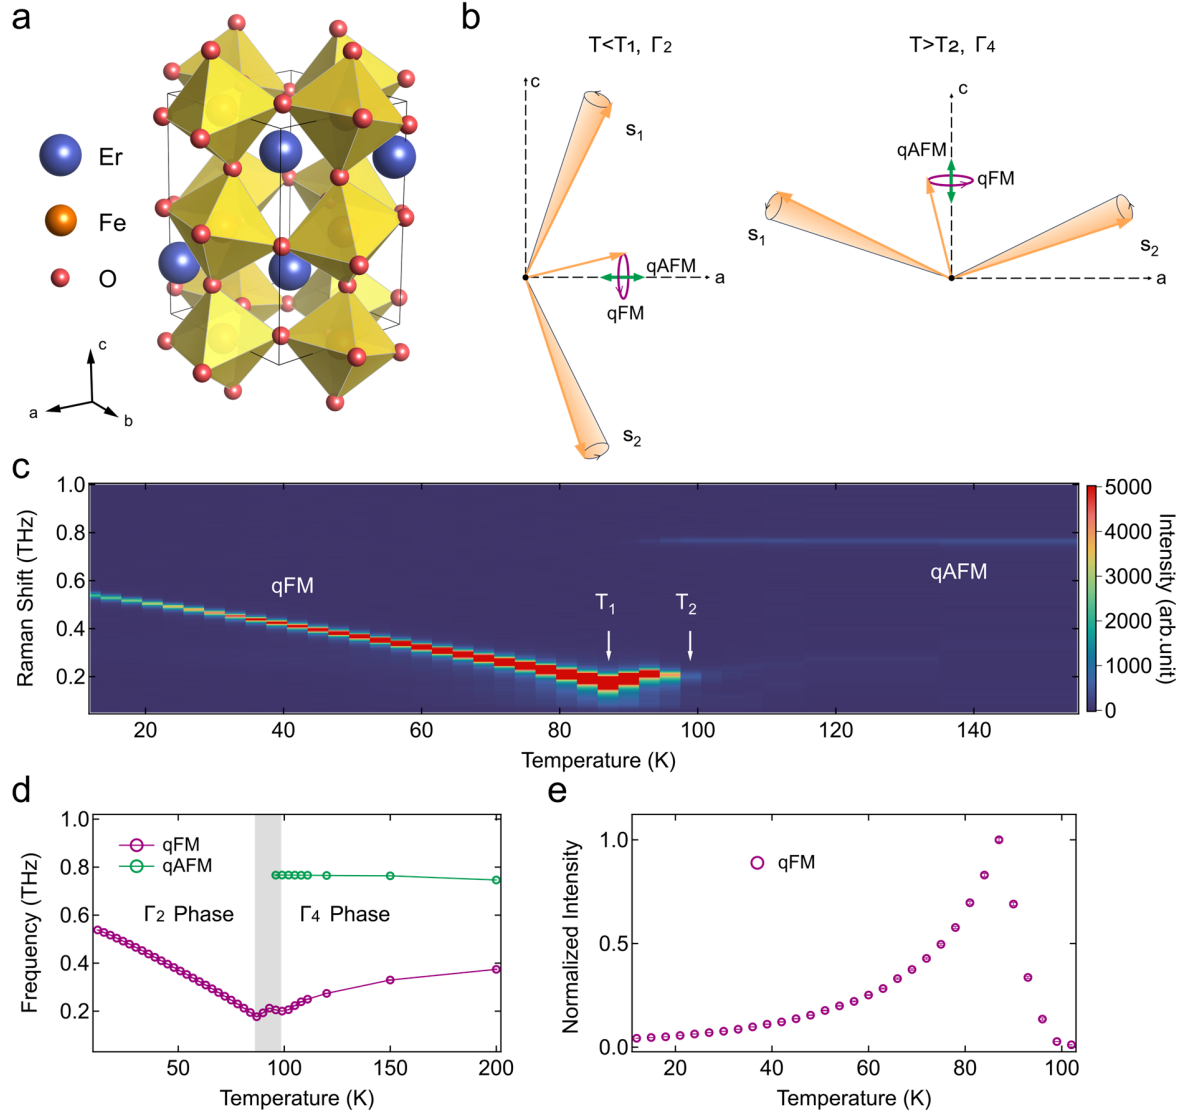 a
Er
Fe
O
c
a
b
b
T<T1, Γ2
c
s1
qAFM
a
qFM
s2
T>T2, Γ4
c
qAFM
qFM
s1
s2
a
c
Raman Shift (THz)
1.0
0.8
0.6
0.4
0.2
qFM
T1
T2
qAFM
20
40
60
80
100
120
140
Temperature (K)
5000
4000
3000
2000
1000
0
Intensity (arb.unit)
d
Frequency (THz)
1.0
0.8
0.6
0.4
0.2
qFM
qAFM
Γ2 Phase
Γ4 Phase
50
100
150
200
Temperature (K)
e
Normalized Intensity
1.0
0.5
0.0
qFM
20
40
60
80
100
Temperature (K)